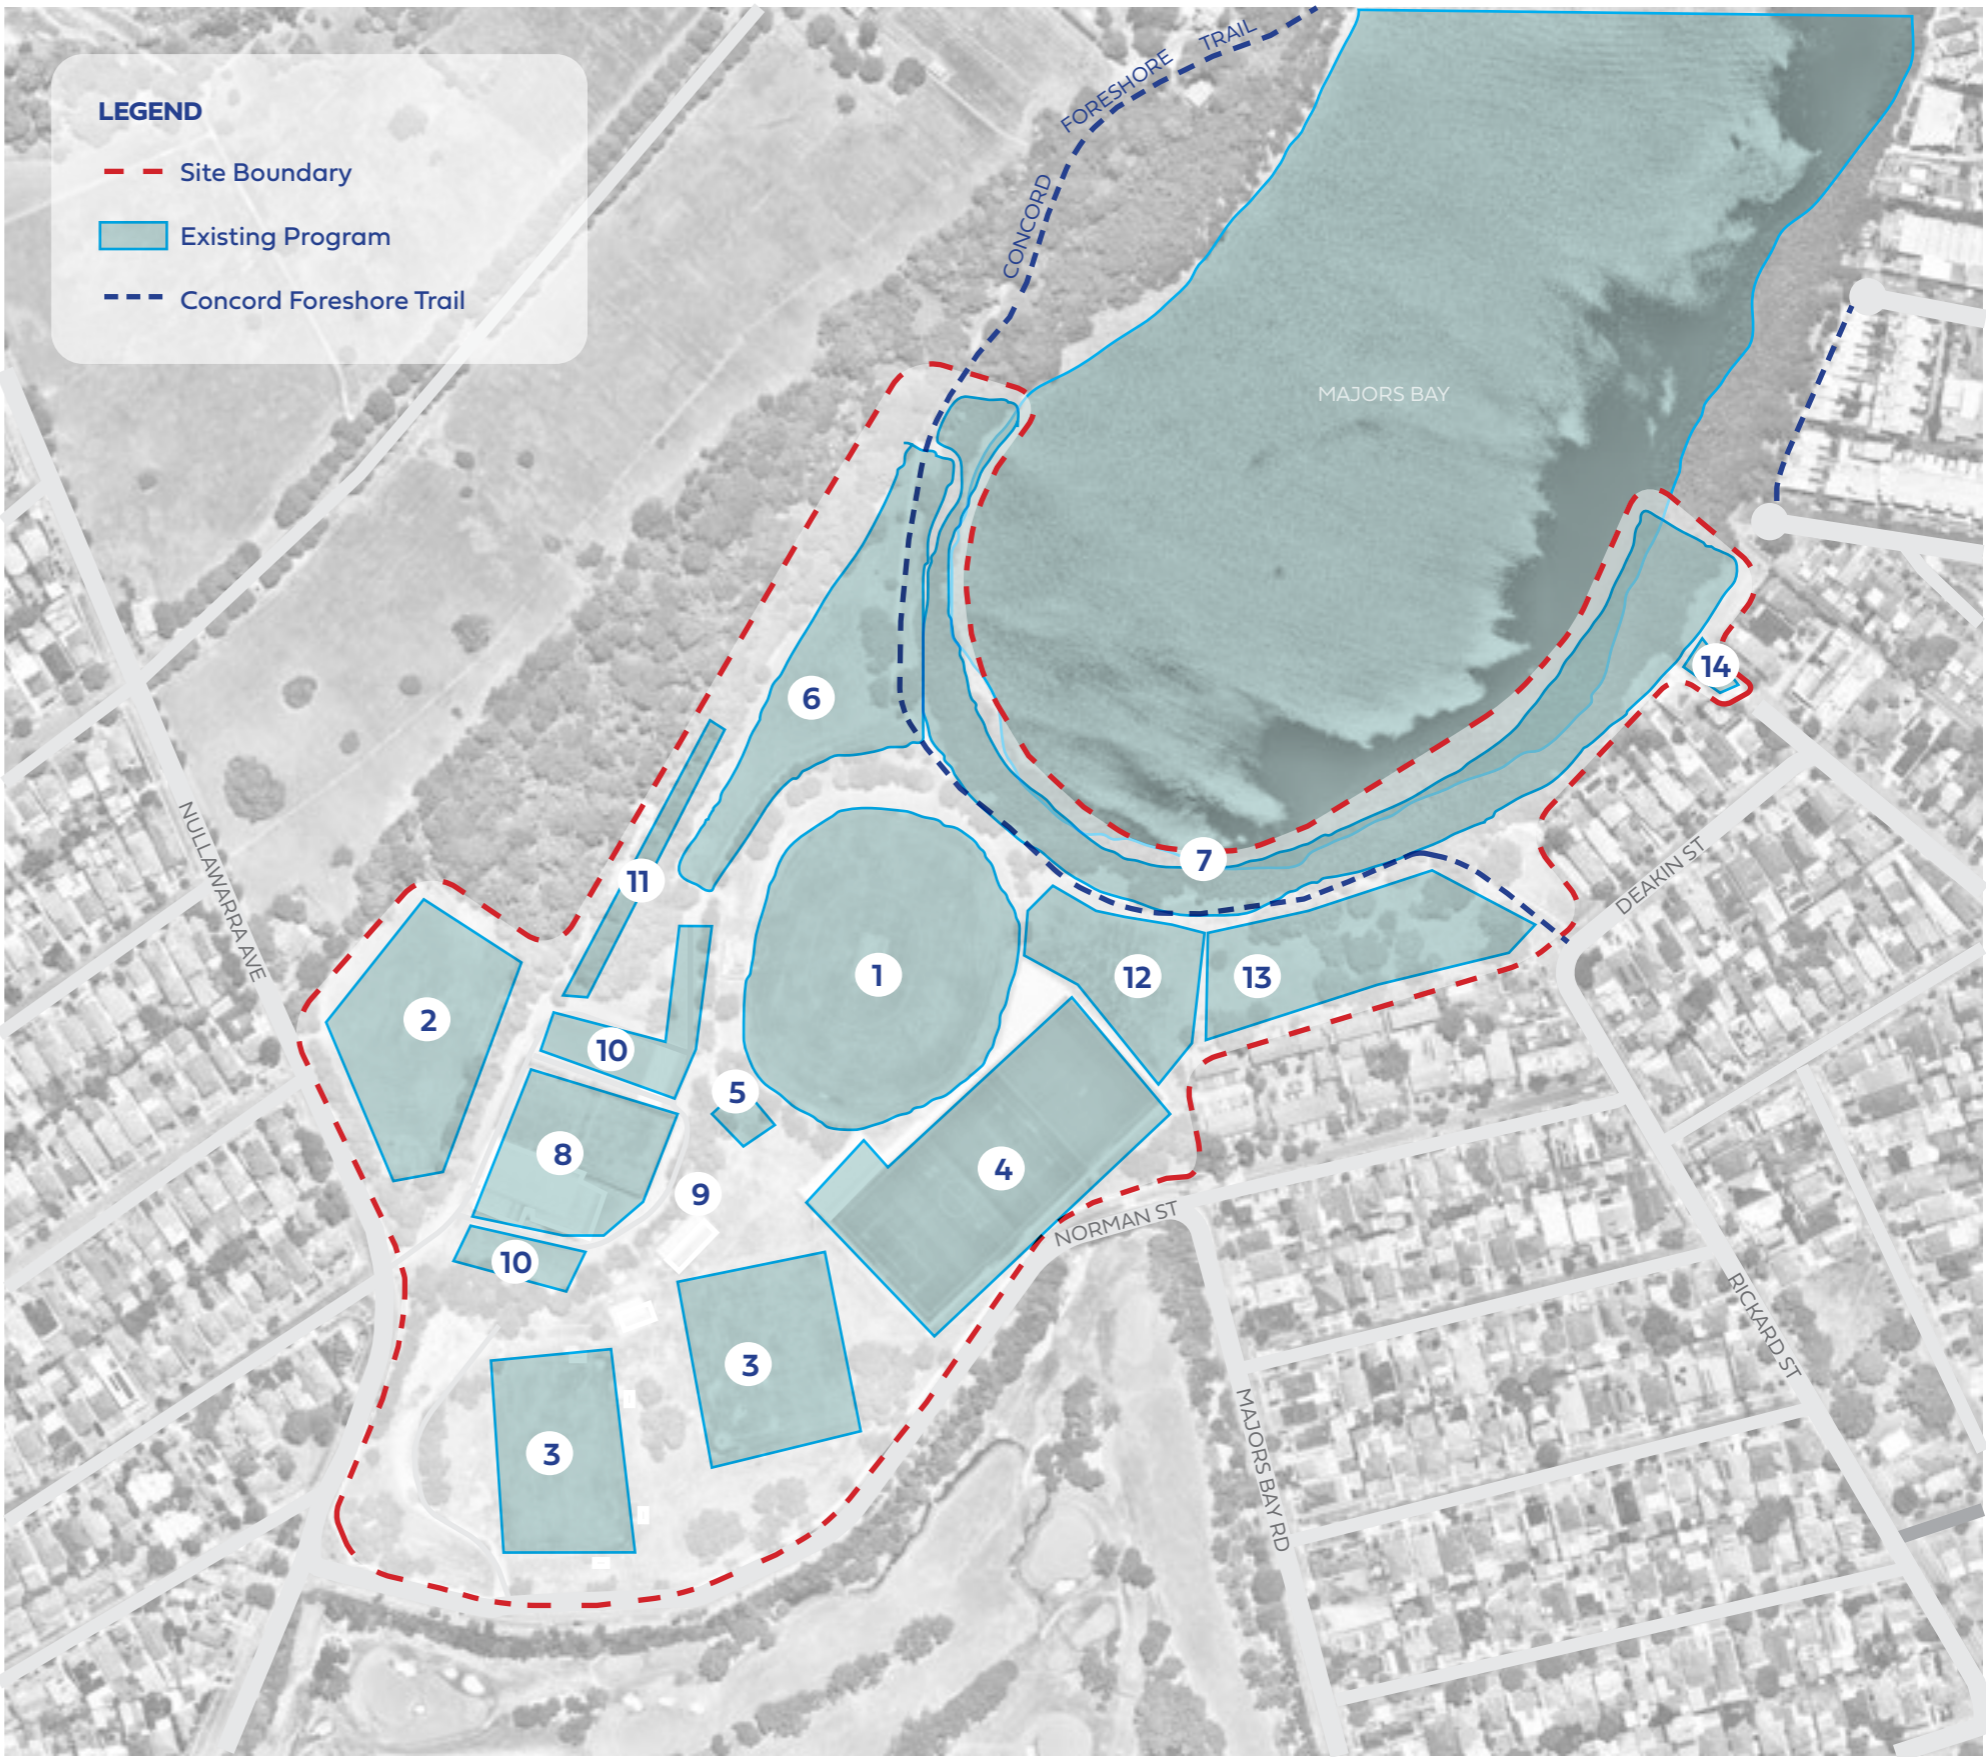 LEGEND
Site Boundary
Existing Program
Concord Foreshore Trail
CONCORD FORESHORE TRAIL
MAJORS BAY
14
6
7
11
NULLAWARRA AVE
DEAKIN ST
1
12
13
2
10
5
8
4
9
NORMAN ST
10
RICKARD ST
3
MAJORS BAY RD
3